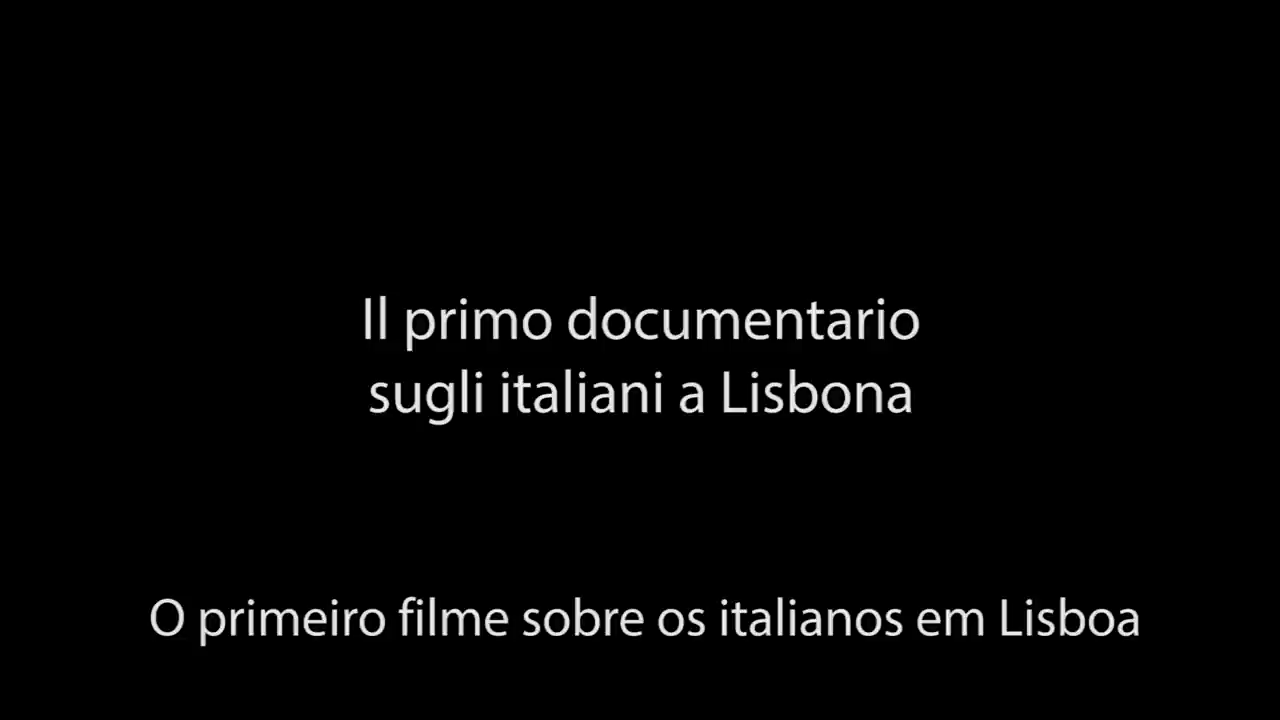 Il primo documentario
sugli italiani a Lisbona
O primeiro filme sobre os italianos em Lisboa